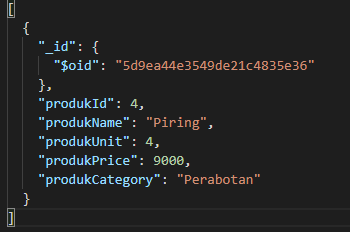 [
  {
    "_id": {
      "$oid": "5d9ea44e3549de21c4835e36"
    },
    "produkId": 4,
    "produkName": "Piring",
    "produkUnit": 4,
    "produkPrice": 9000,
    "produkCategory": "Perabotan"
  }
]